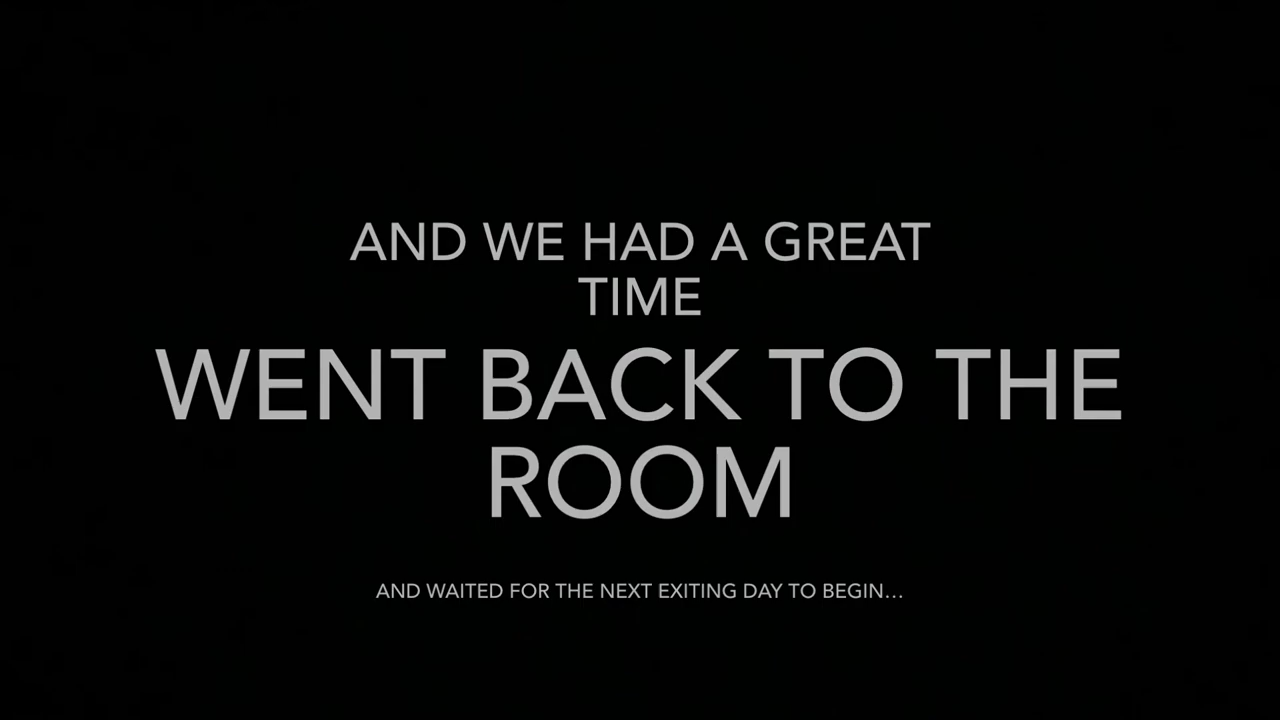 AND WE HAD A GREAT
TIME
WENT BACK TO THE
ROOM
AND WAITED FOR THE NEXT EXITING DAY TO BEGIN...